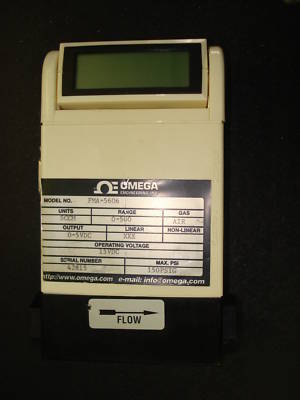 OMEGA
ENGINEERING, INC.
MODEL NO. FMA-5606
UNITS RANGE GAS
SCCM 0-500 AIR
OUTPUT LINEAR NON-LINEAR
0-5VDC XXX
OPERATING VOLTAGE
15VDC
SERIAL NUMBER MAX. PSI
42615 150PSIG
http://www.omega.com e-mail: info@omega.com
FLOW